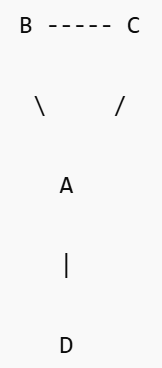 B ----- C
\ /
A
|
D